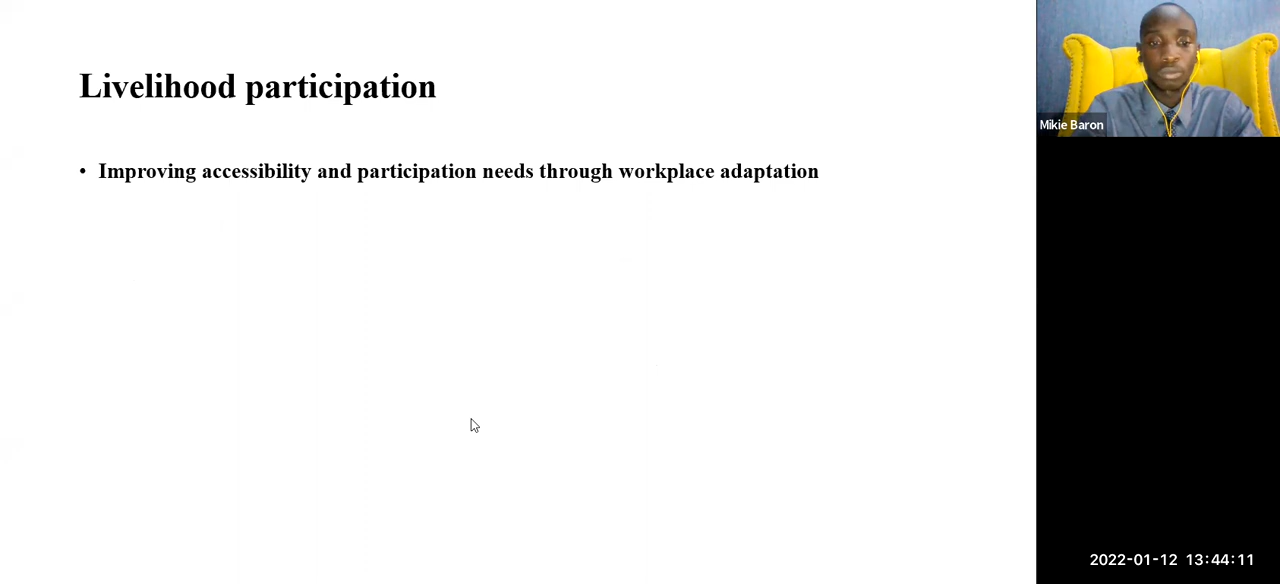 Livelihood participation
• Improving accessibility and participation needs through workplace adaptation
Mikie Baron
2022-01-12 13:44:11